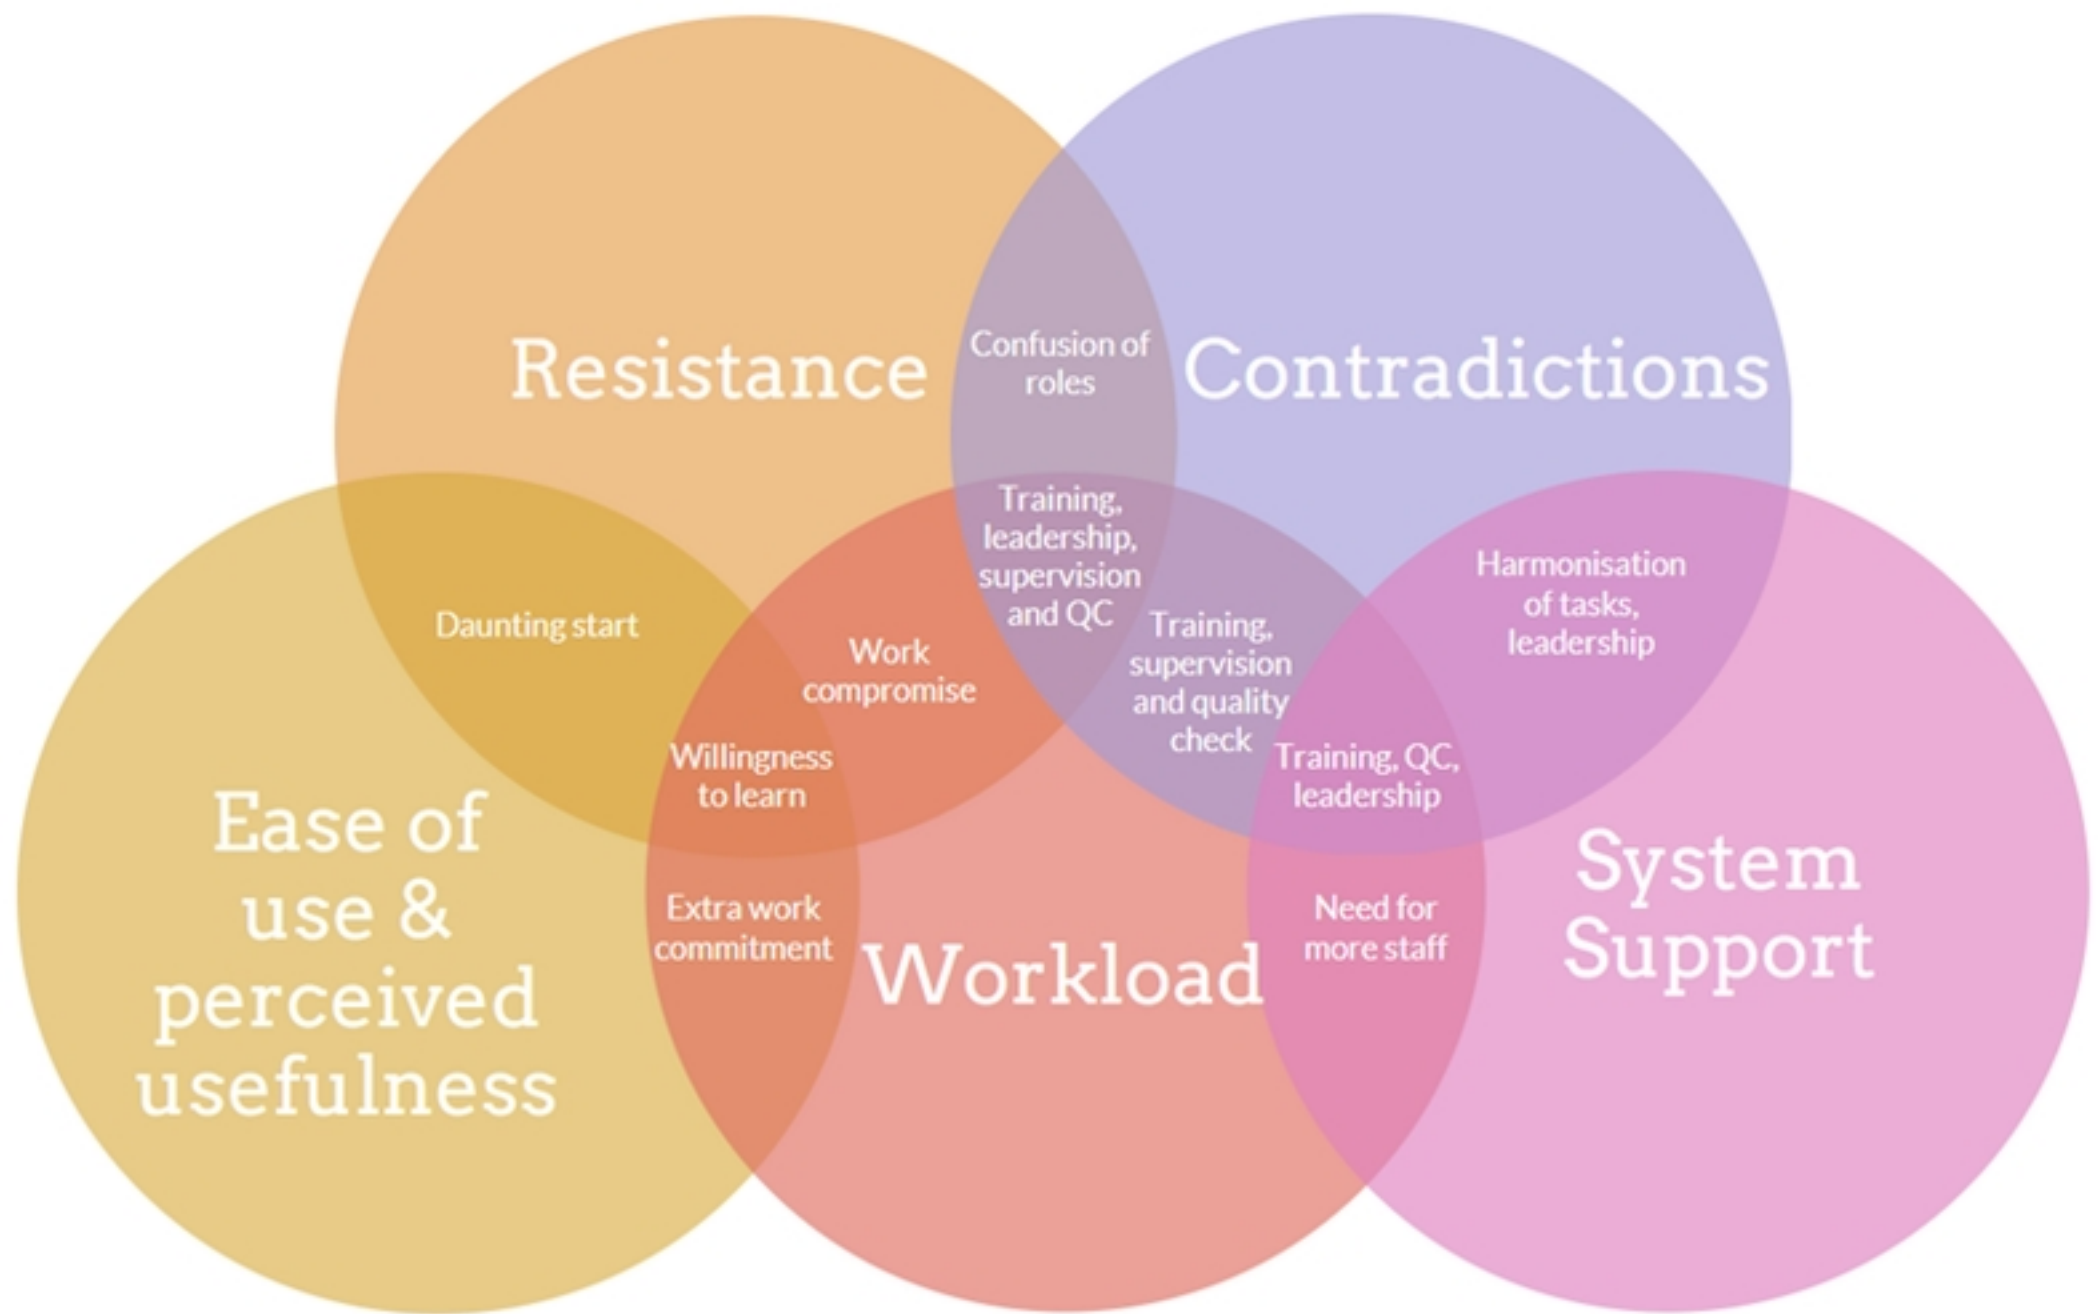 Resistance
Confusion of
roles
Contradictions
Training,
leadership,
supervision
and QC
Harmonisation
of tasks,
leadership
Daunting start
Work
compromise
Training,
supervision
and quality
check
Willingness
to learn
Training, QC,
leadership
Ease of
use &
perceived
usefulness
Extra work
commitment
Workload
Need for
more staff
System
Support